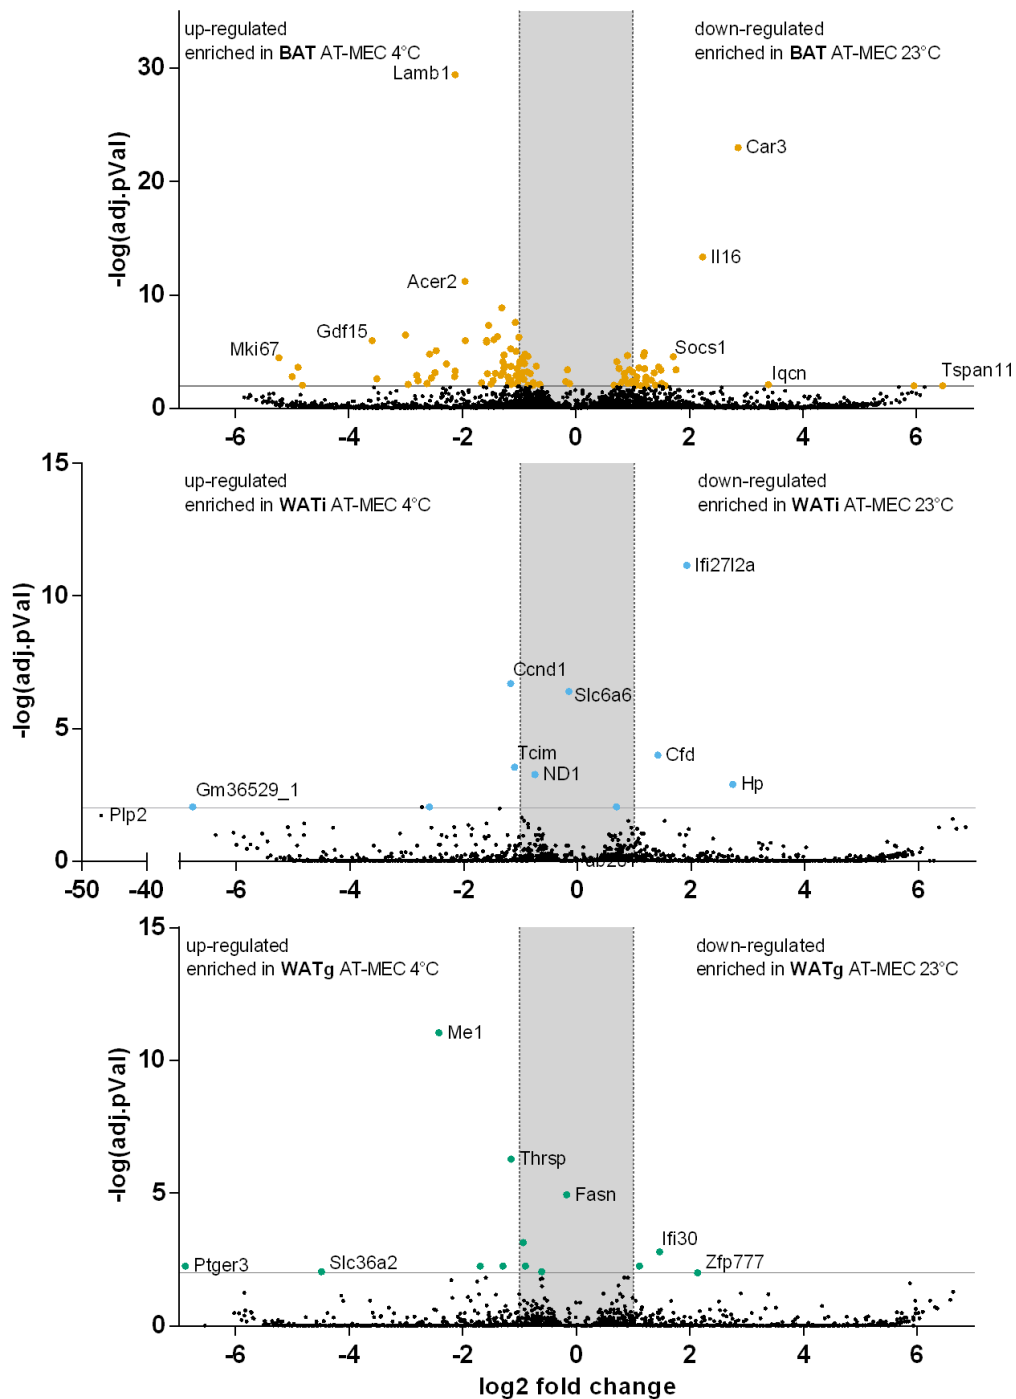 up-regulated
enriched in BAT AT-MEC 4°C
down-regulated
enriched in BAT AT-MEC 23°C
-log(adj.pVal)
30
20
10
0
Lamb1
Car3
Il16
Acer2
Gdf15
Mki67
Socs1
Iqcn
Tspan11
-6 -4 -2 0 2 4 6
up-regulated
enriched in WATi AT-MEC 4°C
down-regulated
enriched in WATi AT-MEC 23°C
-log(adj.pVal)
15
10
5
0
Ifi27l2a
Ccnd1
Slc6a6
Tcim
ND1
Cfd
Hp
Gm36529_1
Plp2
-50 -40 -6 -4 -2 0 2 4 6
up-regulated
enriched in WATg AT-MEC 4°C
down-regulated
enriched in WATg AT-MEC 23°C
-log(adj.pVal)
15
10
5
0
Me1
Thrsp
Fasn
Ifi30
Ptger3
Slc36a2
Zfp777
-6 -4 -2 0 2 4 6
log2 fold change